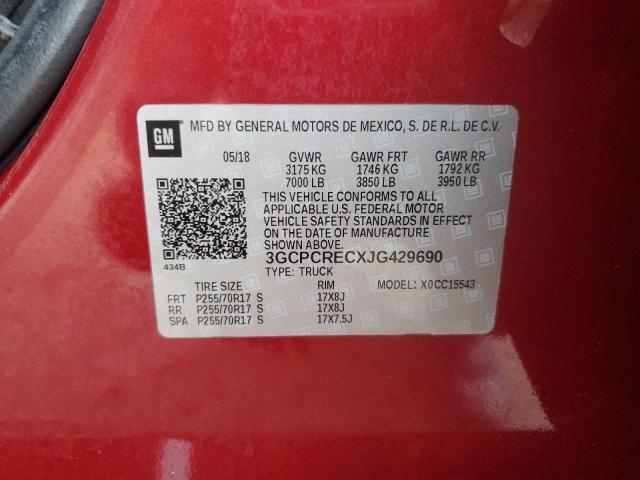 GM
MFD BY GENERAL MOTORS DE MEXICO, S. DE R.L. DE C.V.
05/18 GVWR GAWR FRT GAWR RR
3175 KG 1746 KG 1792 KG
7000 LB 3850 LB 3950 LB
THIS VEHICLE CONFORMS TO ALL
APPLICABLE U.S. FEDERAL MOTOR
VEHICLE SAFETY STANDARDS IN EFFECT
ON THE DATE OF MANUFACTURE
SHOWN ABOVE.
434B 3GCPCRECXJG429690
TYPE: TRUCK
TIRE SIZE RIM MODEL: X0CC15543
FRT P255/70R17 S 17X8J
RR P255/70R17 S 17X8J
SPA P255/70R17 S 17X7.5J